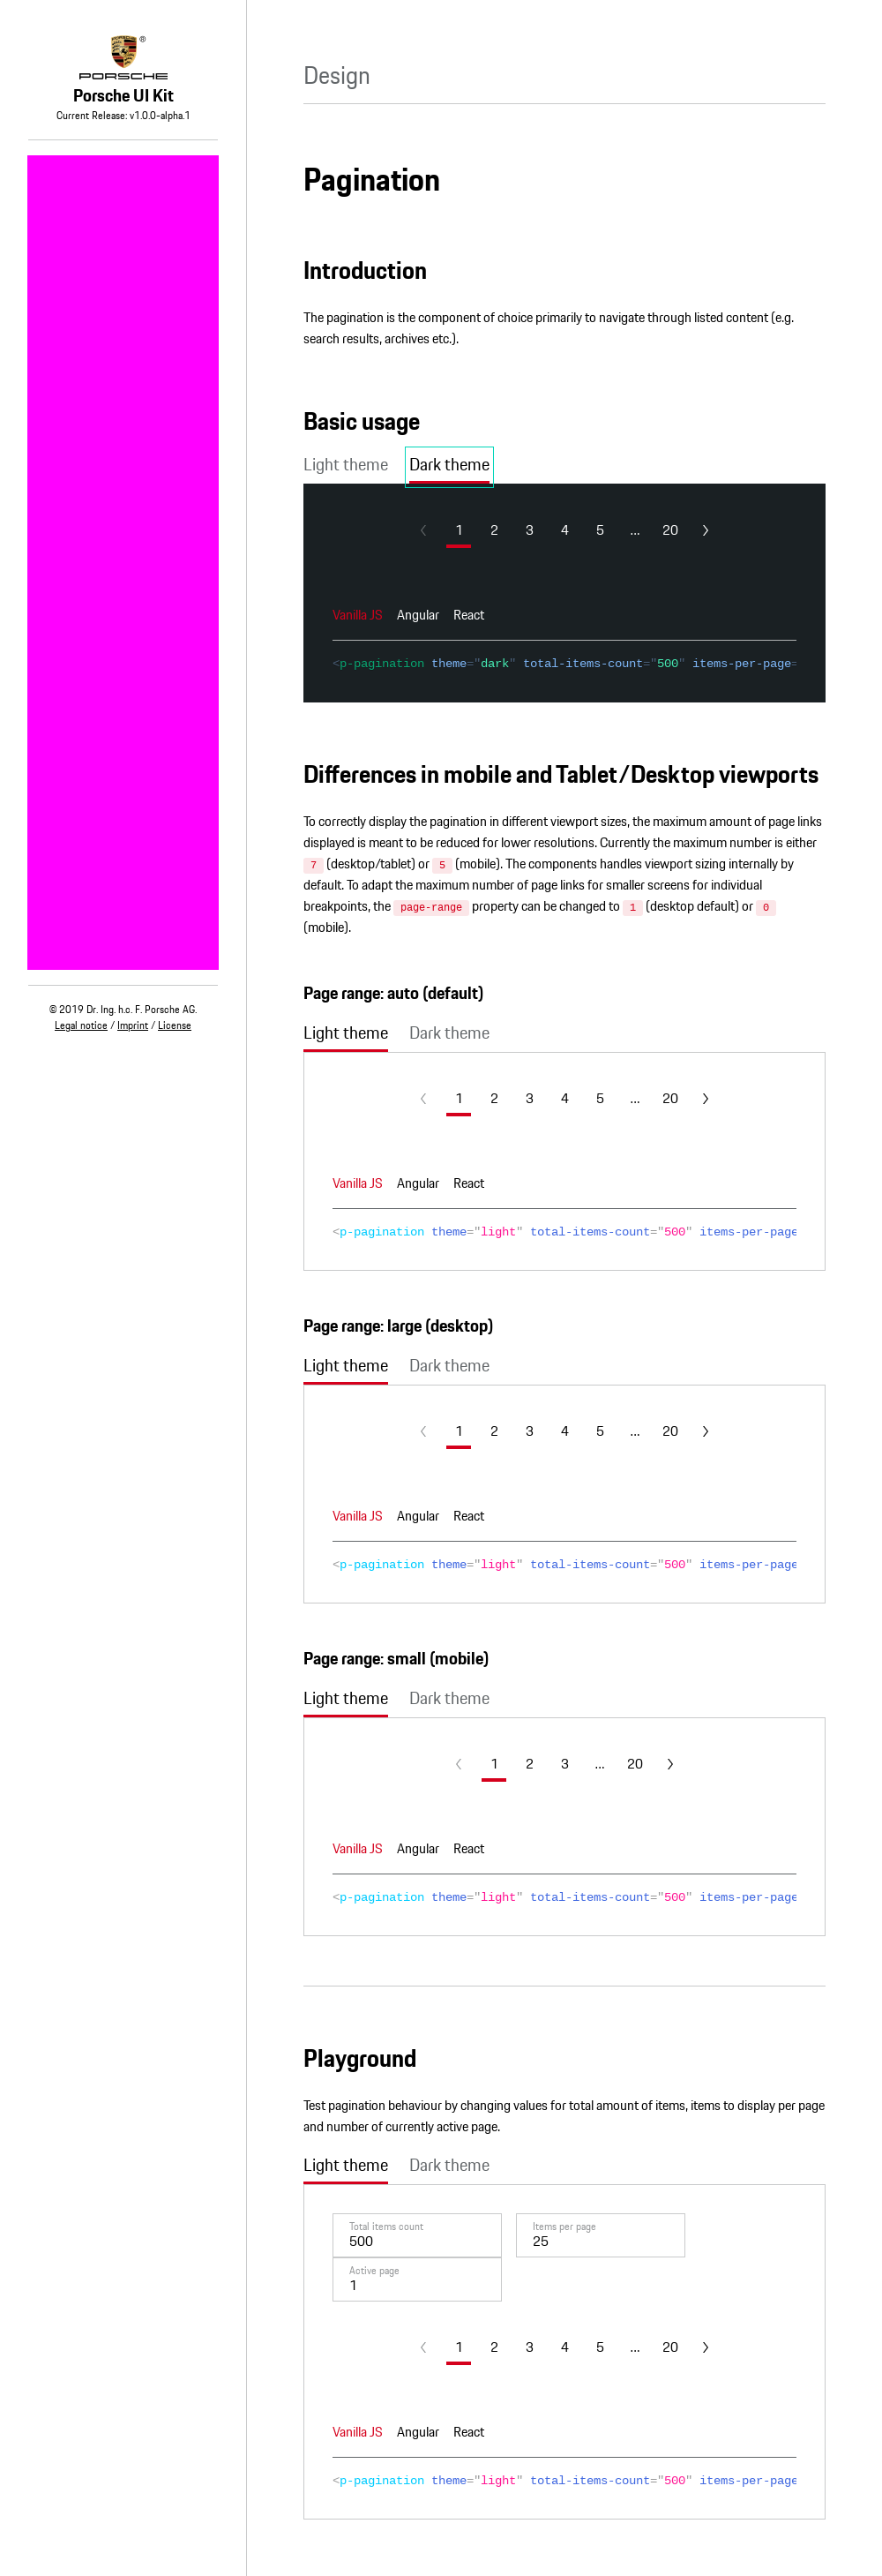 ®
PORSCHE
Porsche UI Kit
Current Release: v1.0.0-alpha.1
© 2019 Dr. Ing. h.c. F. Porsche AG.
Legal notice / Imprint / License
Design
Pagination
Introduction
The pagination is the component of choice primarily to navigate through listed content (e.g.
search results, archives etc.).
Basic usage
Light theme Dark theme
1 2 3 4 5 ... 20
Vanilla JS Angular React
<p-pagination theme="dark" total-items-count="500" items-per-page=
Differences in mobile and Tablet/Desktop viewports
To correctly display the pagination in different viewport sizes, the maximum amount of page links
displayed is meant to be reduced for lower resolutions. Currently the maximum number is either
7 (desktop/tablet) or 5 (mobile). The components handles viewport sizing internally by
default. To adapt the maximum number of page links for smaller screens for individual
breakpoints, the page-range property can be changed to 1 (desktop default) or 0
(mobile).
Page range: auto (default)
Light theme Dark theme
1 2 3 4 5 ... 20
Vanilla JS Angular React
<p-pagination theme="light" total-items-count="500" items-per-page
Page range: large (desktop)
Light theme Dark theme
1 2 3 4 5 ... 20
Vanilla JS Angular React
<p-pagination theme="light" total-items-count="500" items-per-page
Page range: small (mobile)
Light theme Dark theme
1 2 3 ... 20
Vanilla JS Angular React
<p-pagination theme="light" total-items-count="500" items-per-page
Playground
Test pagination behaviour by changing values for total amount of items, items to display per page
and number of currently active page.
Light theme Dark theme
Total items count Items per page
500 25
Active page
1
1 2 3 4 5 ... 20
Vanilla JS Angular React
<p-pagination theme="light" total-items-count="500" items-per-page